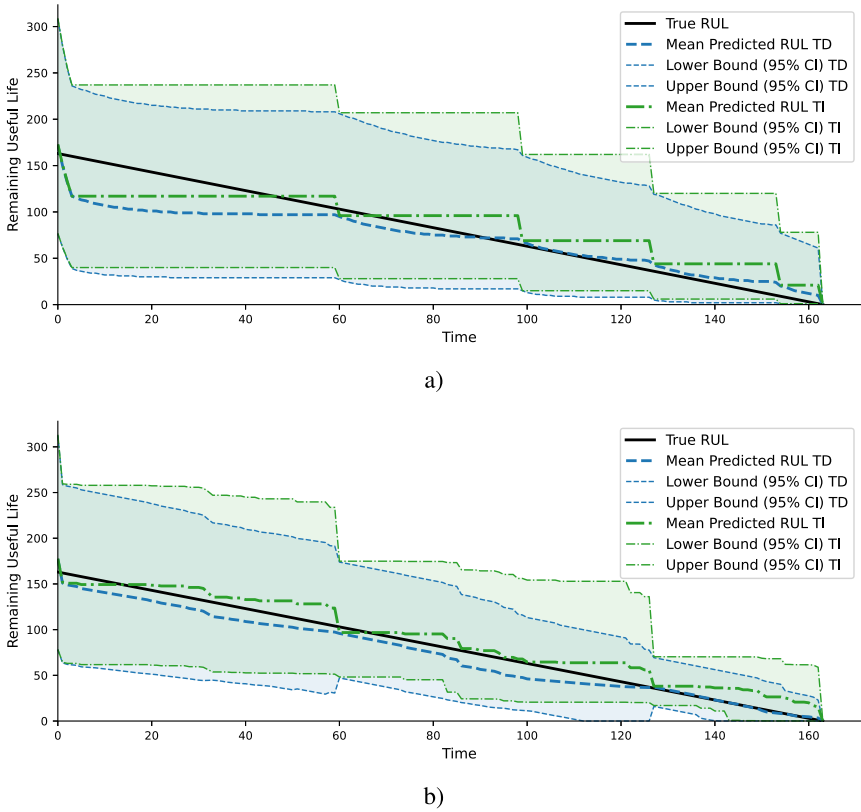 True RUL
Mean Predicted RUL TD
Lower Bound (95% CI) TD
Upper Bound (95% CI) TD
Mean Predicted RUL TI
Lower Bound (95% CI) TI
Upper Bound (95% CI) TI
Remaining Useful Life
300
250
200
150
100
50
0
0 20 40 60 80 100 120 140 160
Time
a)
True RUL
Mean Predicted RUL TD
Lower Bound (95% CI) TD
Upper Bound (95% CI) TD
Mean Predicted RUL TI
Lower Bound (95% CI) TI
Upper Bound (95% CI) TI
Remaining Useful Life
300
250
200
150
100
50
0
0 20 40 60 80 100 120 140 160
Time
b)